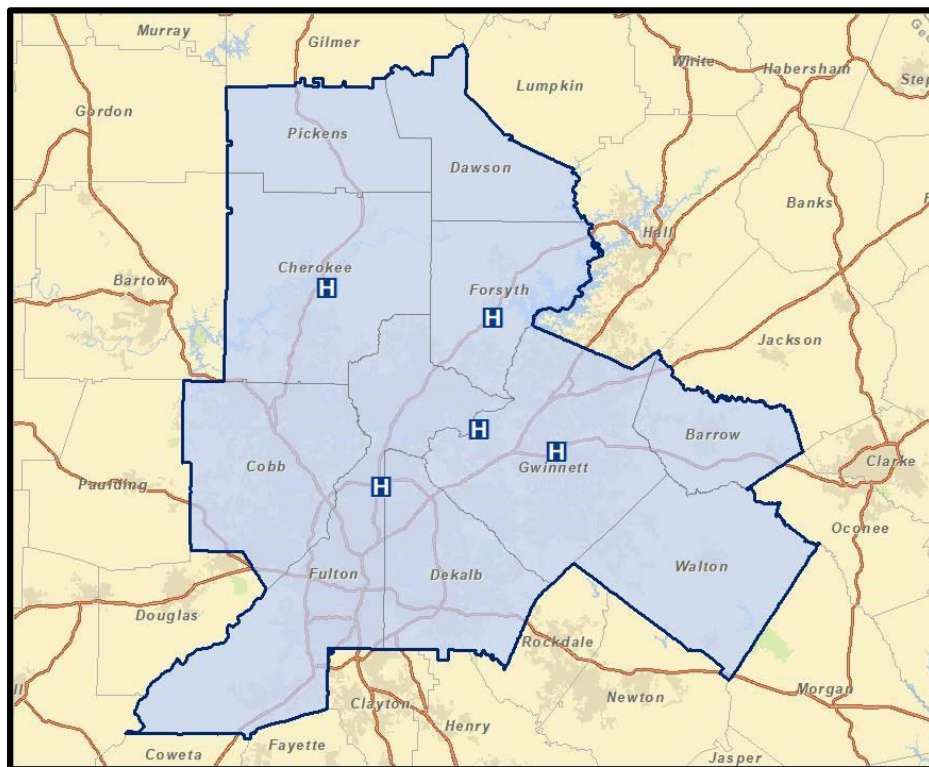 Murray
Gilmer
White
Habersham
Lumpkin
Gordon
Pickens
Dawson
Banks
Hall
Cherokee
Bartow
Forsyth
H
H
Jackson
H
Barrow
H
Cobb
Gwinnett
Clarke
Paulding
H
Oconee
Fulton
Dekalb
Walton
Douglas
Rockdale
Newton
Morgan
Clayton
Henry
Fayette
Coweta
Jasper